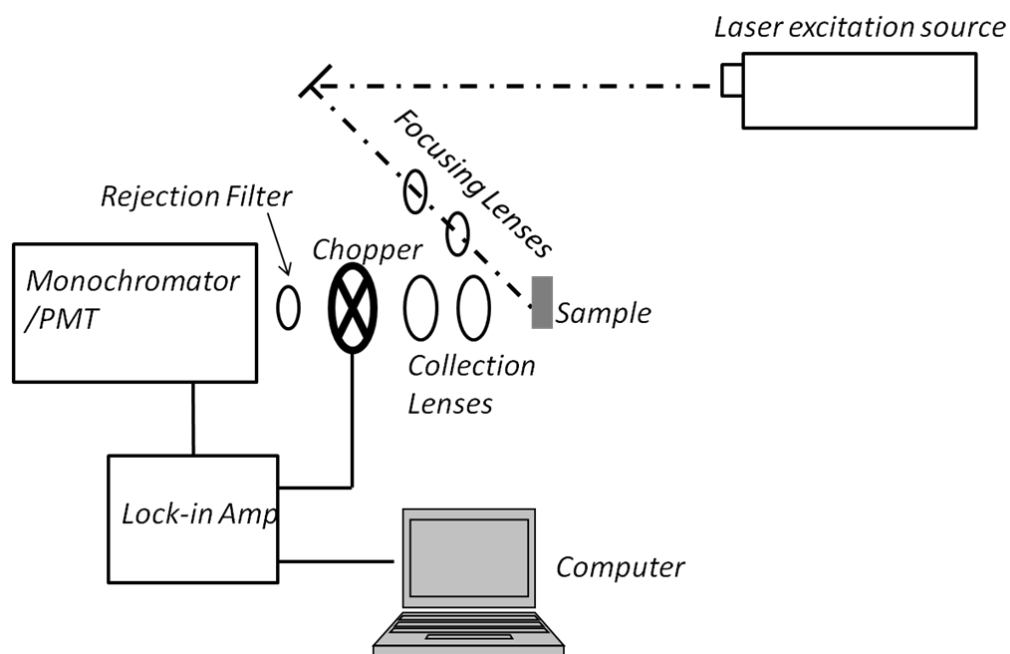 Laser excitation source
Focusing Lenses
Rejection Filter
Chopper
Monochromator
/PMT
Sample
Collection
Lenses
Lock-in Amp
Computer